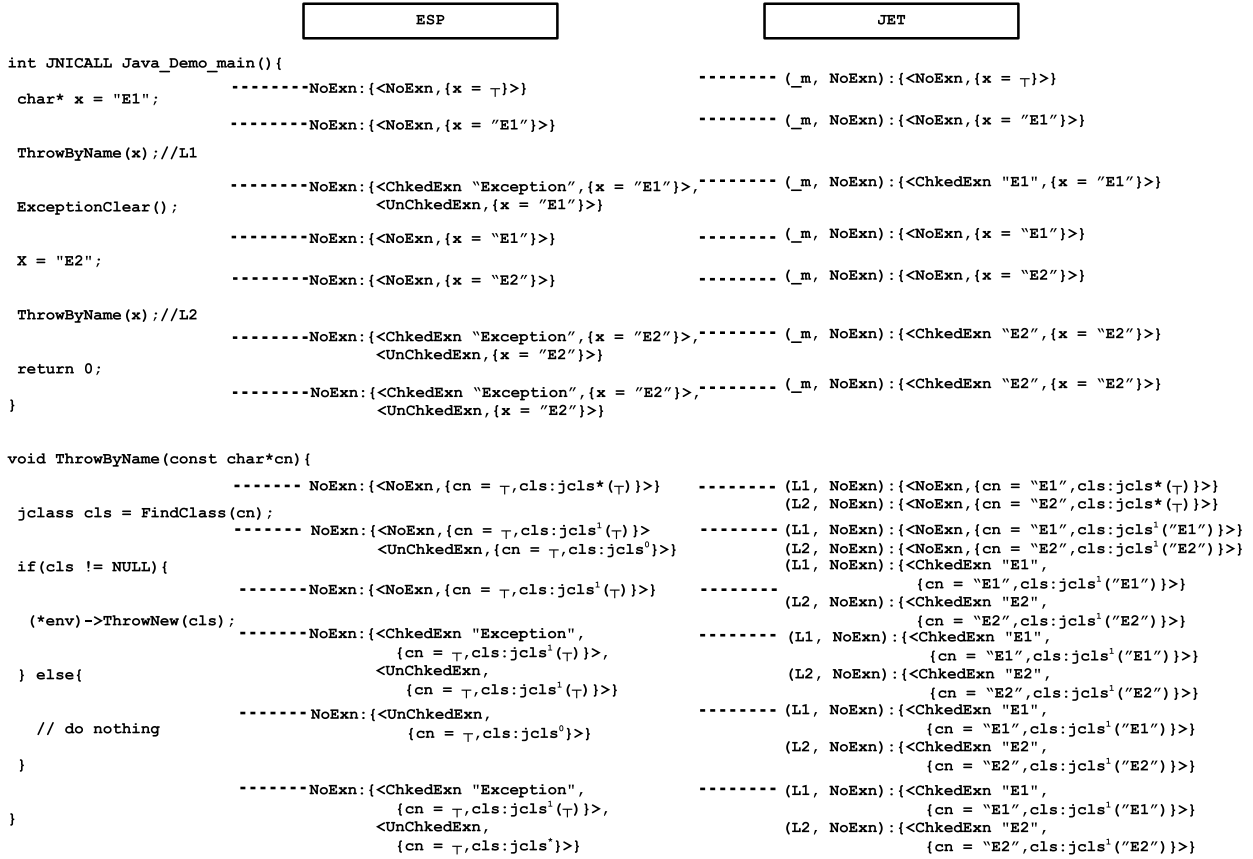 ESP JET
int JNICALL Java_Demo_main(){
--------NoExn:{<NoExn,{x = ┬}>} -------- (_m, NoExn):{<NoExn,{x = ┬}>}
char* x = "E1";
--------NoExn:{<NoExn,{x = ”E1”}>} -------- (_m, NoExn):{<NoExn,{x = ”E1”}>}
ThrowByName(x);//L1
--------NoExn:{<ChkedExn “Exception”,{x = ”E1”}>, -------- (_m, NoExn):{<ChkedExn "E1",{x = ”E1”}>}
<UnChkedExn,{x = ”E1”}>}
ExceptionClear();
--------NoExn:{<NoExn,{x = “E1”}>} -------- (_m, NoExn):{<NoExn,{x = “E1”}>}
X = "E2";
--------NoExn:{<NoExn,{x = “E2”}>} -------- (_m, NoExn):{<NoExn,{x = “E2”}>}
ThrowByName(x);//L2
--------NoExn:{<ChkedExn “Exception”,{x = ”E2”}>, -------- (_m, NoExn):{<ChkedExn “E2”,{x = “E2”}>}
<UnChkedExn,{x = ”E2”}>}
return 0;
--------NoExn:{<ChkedExn “Exception”,{x = ”E2”}>, -------- (_m, NoExn):{<ChkedExn “E2”,{x = “E2”}>}
}
<UnChkedExn,{x = ”E2”}>}
void ThrowByName(const char*cn){
------- NoExn:{<NoExn,{cn = ┬,cls:jcls*(┬)}>} -------- (L1, NoExn):{<NoExn,{cn = “E1”,cls:jcls*(┬)}>}
(L2, NoExn):{<NoExn,{cn = “E2”,cls:jcls*(┬)}>}
jclass cls = FindClass(cn);
-------- NoExn:{<NoExn,{cn = ┬,cls:jcls¹(┬)}> -------- (L1, NoExn):{<NoExn,{cn = “E1”,cls:jcls¹(”E1”)}>}
<UnChkedExn,{cn = ┬,cls:jcls⁰}>} (L2, NoExn):{<NoExn,{cn = “E2”,cls:jcls¹(”E2”)}>}
if(cls != NULL){ (L1, NoExn):{<ChkedExn "E1",
-------NoExn:{<NoExn,{cn = ┬,cls:jcls¹(┬)}>} -------- {cn = “E1”,cls:jcls¹(”E1”)}>}
(L2, NoExn):{<ChkedExn "E2",
(*env)->ThrowNew(cls); {cn = “E2”,cls:jcls¹(”E2”)}>}
-------NoExn:{<ChkedExn "Exception", -------- (L1, NoExn):{<ChkedExn "E1",
{cn = ┬,cls:jcls¹(┬)}>, {cn = “E1”,cls:jcls¹(”E1”)}>}
} else{ <UnChkedExn, (L2, NoExn):{<ChkedExn "E2",
{cn = ┬,cls:jcls¹(┬)}>} {cn = “E2”,cls:jcls¹(”E2”)}>}
-------NoExn:{<UnChkedExn, -------- (L1, NoExn):{<ChkedExn "E1",
// do nothing {cn = ┬,cls:jcls⁰}>} {cn = “E1”,cls:jcls¹(”E1”)}>}
(L2, NoExn):{<ChkedExn "E2",
} {cn = “E2”,cls:jcls¹(”E2”)}>}
-------NoExn:{<ChkedExn "Exception", -------- (L1, NoExn):{<ChkedExn "E1",
{cn = ┬,cls:jcls¹(┬)}>, {cn = “E1”,cls:jcls¹(”E1”)}>}
} <UnChkedExn, (L2, NoExn):{<ChkedExn "E2",
{cn = ┬,cls:jcls*}>} {cn = “E2”,cls:jcls¹(”E2”)}>}